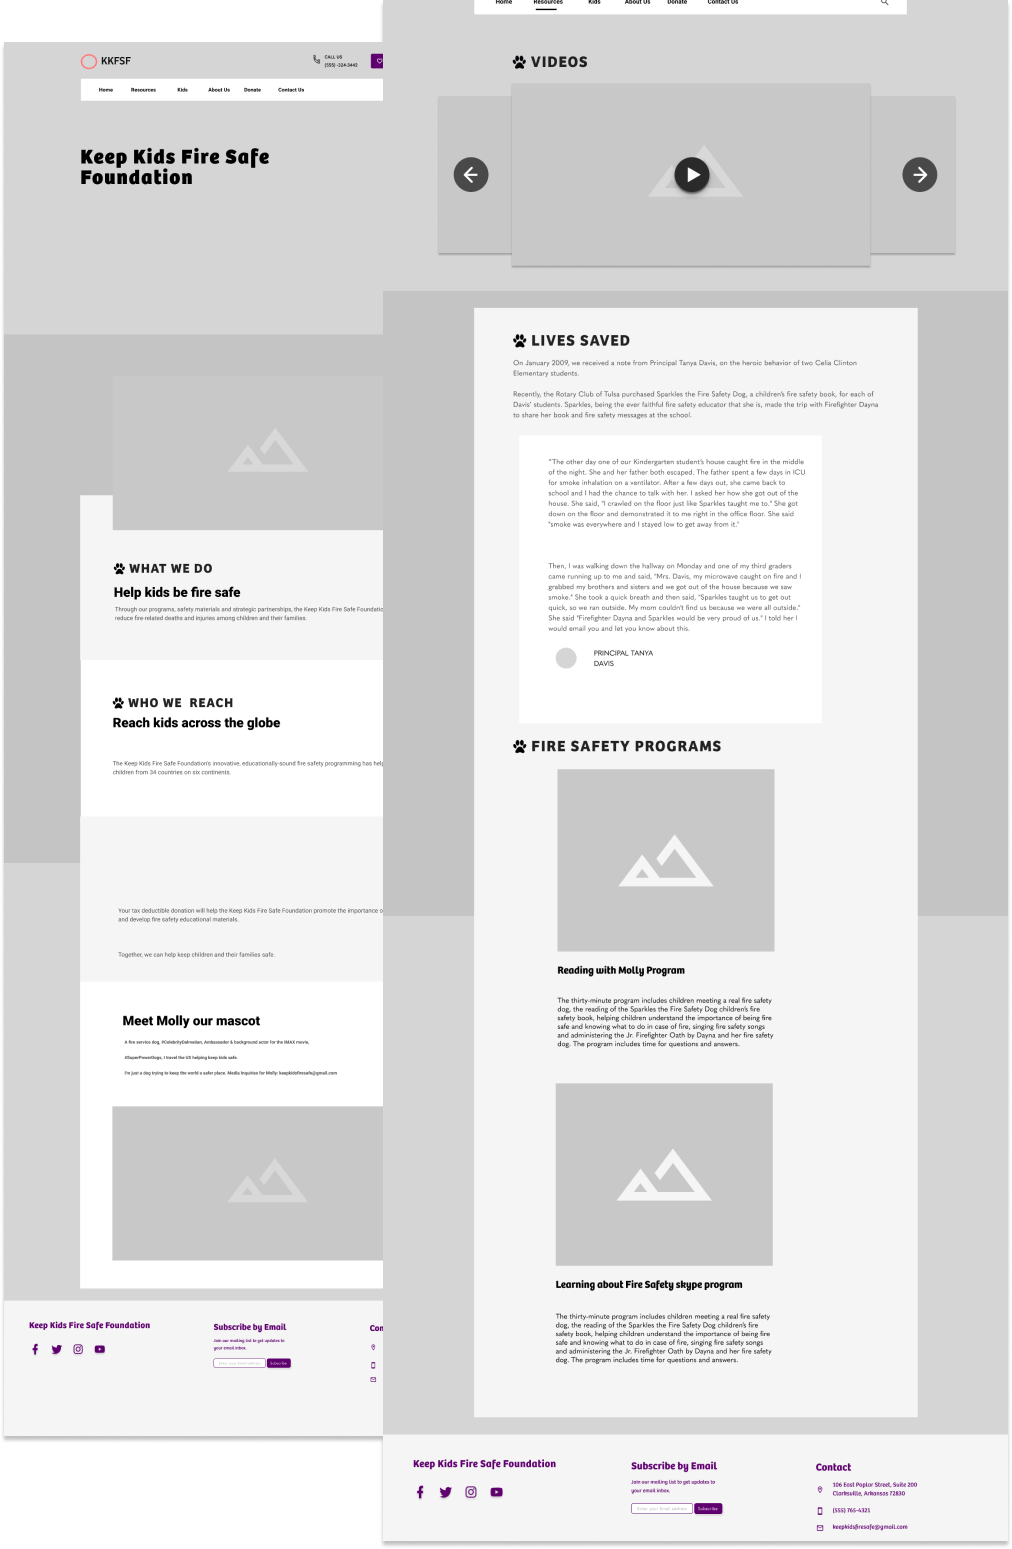 KKFSF
CALL US
(555) -324-3442
Home Resources Kids About Us Donate Contact Us
Keep Kids Fire Safe
Foundation
WHAT WE DO
Help kids be fire safe
Through our programs, safety materials and strategic partnerships, the Keep Kids Fire Safe
reduce fire-related deaths and injuries among children and their families.
WHO WE REACH
Reach kids across the globe
The Keep Kids Fire Safe Foundation's innovative, educationally-sound fire safety programming has
children from 34 countries on six continents.
Your tax deductible donation will help the Keep Kids Fire Safe Foundation promote the importance
and develop fire safety educational materials.
Together, we can help keep children and their families safe.
Meet Molly our mascot
A fire service dog, #CelebrityDalmatian, Ambassador & background actor for the IMAX movie,
#SuperPowerDogs, I travel the US helping keep kids safe.
I'm just a dog trying to keep the world a safer place. Media Inquiries for Molly: keepkidsfiresafe@gmail.com
Keep Kids Fire Safe Foundation
Subscribe by Email
Join our mailing list to get updates to
your email inbox.
Enter your Email address Subscribe
Home Resources Kids About Us Donate Contact Us
VIDEOS
LIVES SAVED
On January 2009, we received a note from Principal Tanya Davis, on the heroic behavior of two Celia Clinton
Elementary students.
Recently, the Rotary Club of Tulsa purchased Sparkles the Fire Safety Dog, a children's fire safety book, for each of
Davis' students. Sparkles, being the ever faithful fire safety educator that she is, made the trip with Firefighter Dayna
to share her book and fire safety messages at the school.
"The other day one of our Kindergarten student's house caught fire in the middle
of the night. She and her father both escaped. The father spent a few days in ICU
for smoke inhalation on a ventilator. After a few days out, she came back to
school and I had the chance to talk with her. I asked her how she got out of the
house. She said, "I crawled on the floor just like Sparkles taught me to." She got
down on the floor and demonstrated it to me right in the office floor. She said
"smoke was everywhere and I stayed low to get away from it."
Then, I was walking down the hallway on Monday and one of my third graders
came running up to me and said, "Mrs. Davis, my microwave caught on fire and I
grabbed my brothers and sisters and we got out of the house because we saw
smoke." She took a quick breath and then said, "Sparkles taught us to get out
quick, so we ran outside. My mom couldn't find us because we were all outside."
She said "Firefighter Dayna and Sparkles would be very proud of us." I told her I
would email you and let you know about this.
PRINCIPAL TANYA
DAVIS
FIRE SAFETY PROGRAMS
Reading with Molly Program
The thirty-minute program includes children meeting a real fire safety
dog, the reading of the Sparkles the Fire Safety Dog children's fire
safety book, helping children understand the importance of being fire
safe and knowing what to do in case of fire, singing fire safety songs
and administering the Jr. Firefighter Oath by Dayna and her fire safety
dog. The program includes time for questions and answers.
Learning about Fire Safety skype program
The thirty-minute program includes children meeting a real fire safety
dog, the reading of the Sparkles the Fire Safety Dog children's fire
safety book, helping children understand the importance of being fire
safe and knowing what to do in case of fire, singing fire safety songs
and administering the Jr. Firefighter Oath by Dayna and her fire safety
dog. The program includes time for questions and answers.
Keep Kids Fire Safe Foundation
Subscribe by Email
Join our mailing list to get updates to
your email inbox.
Enter your Email address Subscribe
Contact
106 East Poplar Street, Suite 200
Clarksville, Arkansas 72830
(555) 765-4321
keepkidsfiresafe@gmail.com